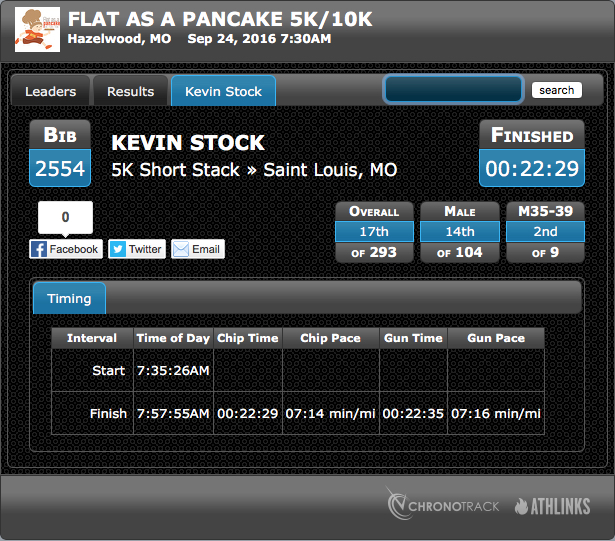 FLAT AS A PANCAKE 5K/10K
Hazelwood, MO Sep 24, 2016 7:30AM
Leaders Results Kevin Stock search
BIB KEVIN STOCK FINISHED
2554 5K Short Stack » Saint Louis, MO 00:22:29
0 OVERALL MALE M35-39
17th 14th 2nd
Facebook Twitter Email OF 293 OF 104 OF 9
Timing
Interval Time of Day Chip Time Chip Pace Gun Time Gun Pace
Start 7:35:26AM
Finish 7:57:55AM 00:22:29 07:14 min/mi 00:22:35 07:16 min/mi
CHRONOTRACK ATHLINKS